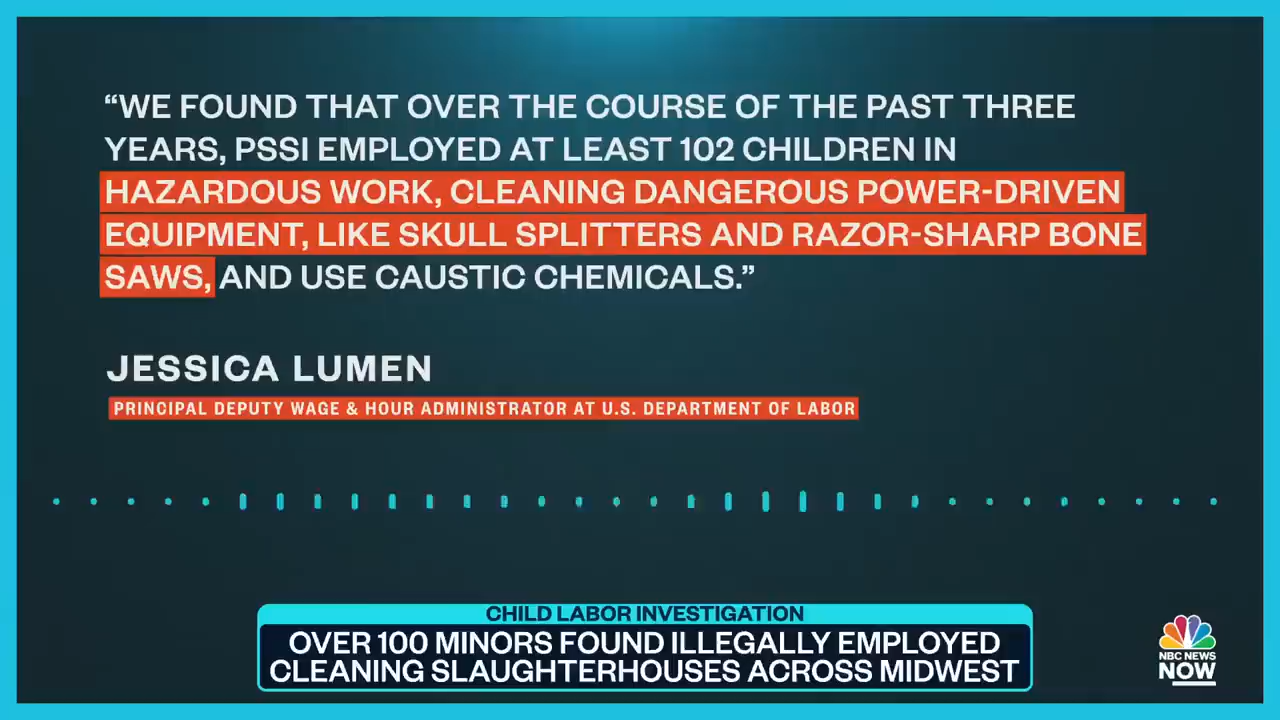 “WE FOUND THAT OVER THE COURSE OF THE PAST THREE
YEARS, PSSI EMPLOYED AT LEAST 102 CHILDREN IN
HAZARDOUS WORK, CLEANING DANGEROUS POWER-DRIVEN
EQUIPMENT, LIKE SKULL SPLITTERS AND RAZOR-SHARP BONE
SAWS, AND USE CAUSTIC CHEMICALS.”
JESSICA LUMEN
PRINCIPAL DEPUTY WAGE & HOUR ADMINISTRATOR AT U.S. DEPARTMENT OF LABOR
CHILD LABOR INVESTIGATION
OVER 100 MINORS FOUND ILLEGALLY EMPLOYED
CLEANING SLAUGHTERHOUSES ACROSS MIDWEST
NBC NEWS
NOW